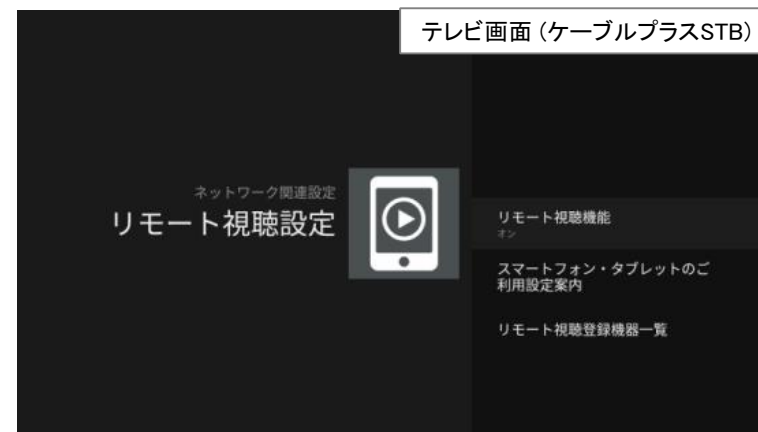 テレビ画面 (ケーブルプラスSTB)
ネットワーク関連設定
リモート視聴設定
リモート視聴機能
オン
スマートフォン・タブレットのご
利用設定案内
リモート視聴登録機器一覧